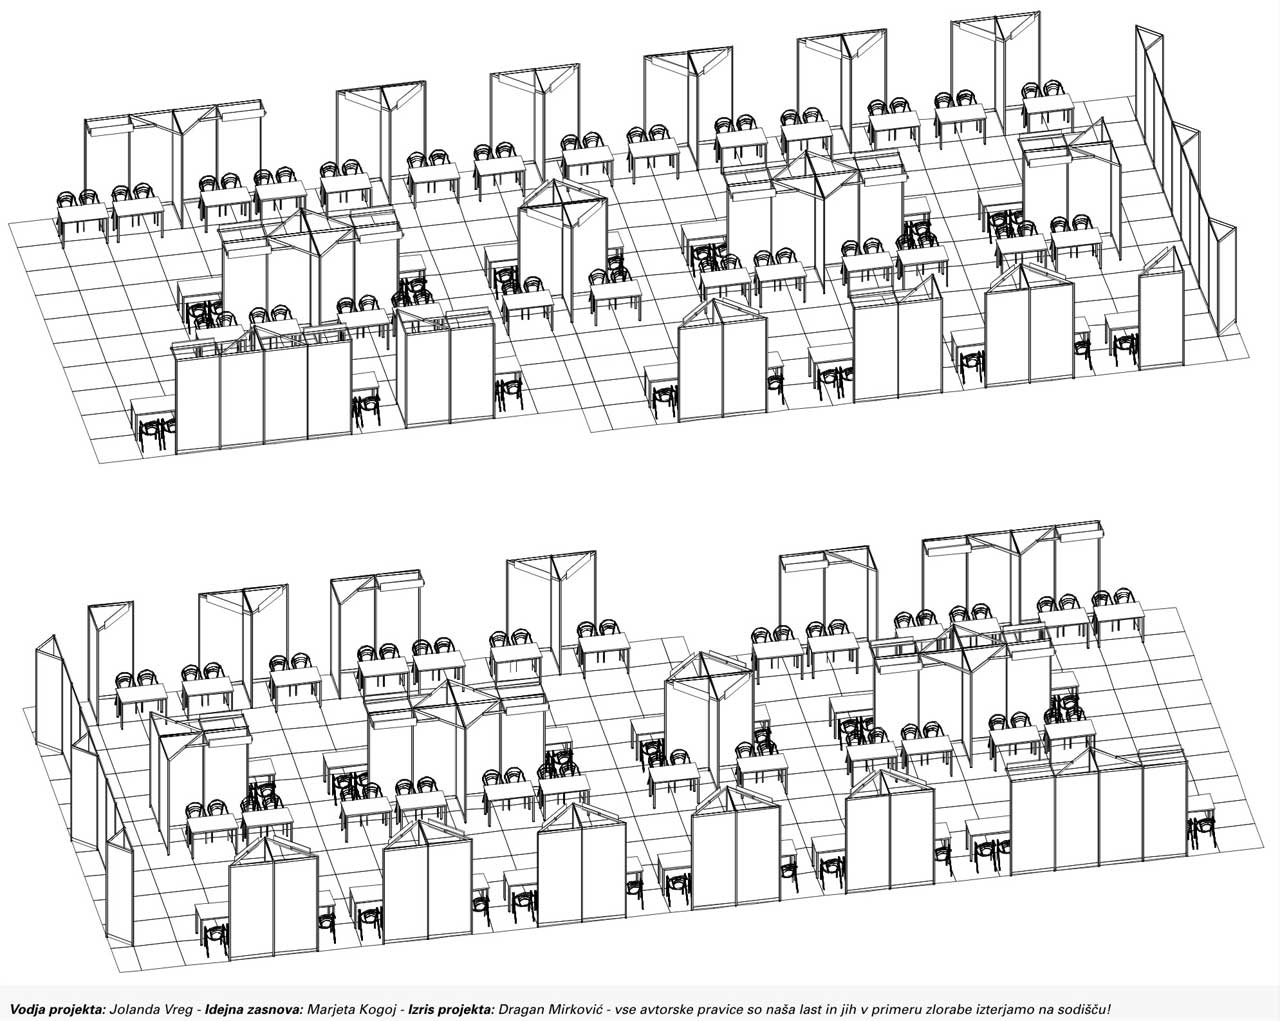 Vodja projekta: Jolanda Vreg - Idejna zasnova: Marjeta Kogoj - Izris projekta: Dragan Mirković - vse avtorske pravice so naša last in jih v primeru zlorabe izterjamo na sodišču!